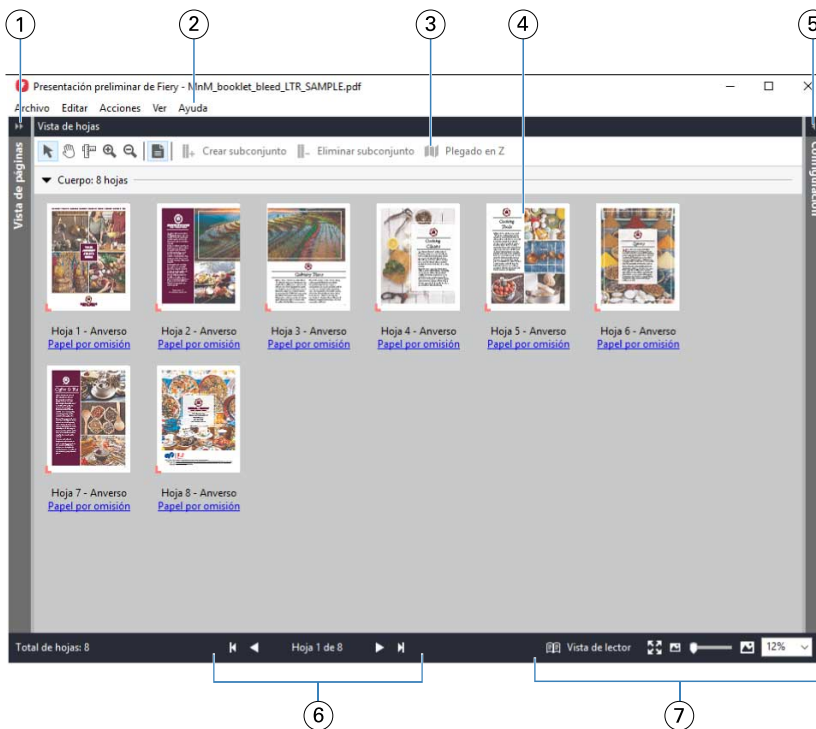 1
2
3
4
5
Presentación preliminar de Fiery - MnM_booklet_bleed_LTR_SAMPLE.pdf
Archivo Editar Acciones Ver Ayuda
Vista de hojas
Crear subconjunto Eliminar subconjunto Plegado en Z
Vista de páginas
Configuración
Cuerpo: 8 hojas
Hoja 1 - Anverso
Papel por omisión
Hoja 2 - Anverso
Papel por omisión
Hoja 3 - Anverso
Papel por omisión
Hoja 4 - Anverso
Papel por omisión
Hoja 5 - Anverso
Papel por omisión
Hoja 6 - Anverso
Papel por omisión
Hoja 7 - Anverso
Papel por omisión
Hoja 8 - Anverso
Papel por omisión
Total de hojas: 8
Hoja 1 de 8
Vista de lector
12%
6
7